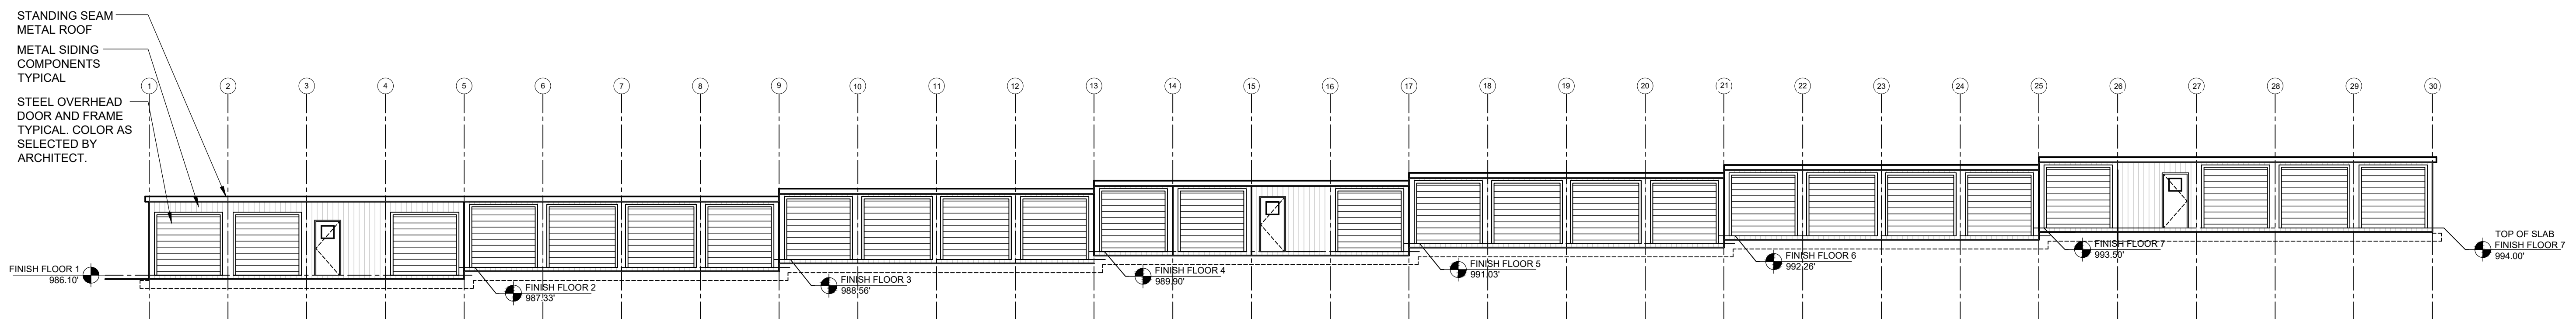 STANDING SEAM
METAL ROOF
METAL SIDING
COMPONENTS
TYPICAL
STEEL OVERHEAD
DOOR AND FRAME
TYPICAL. COLOR AS
SELECTED BY
ARCHITECT.
1 2 3 4 5 6 7 8 9 10 11 12 13 14 15 16 17 18 19 20 21 22 23 24 25 26 27 28 29 30
FINISH FLOOR 1
986.10'
FINISH FLOOR 2
987.33'
FINISH FLOOR 3
988.56'
FINISH FLOOR 4
989.90'
FINISH FLOOR 5
991.03'
FINISH FLOOR 6
992.26'
FINISH FLOOR 7
993.50'
TOP OF SLAB
FINISH FLOOR 7
994.00'